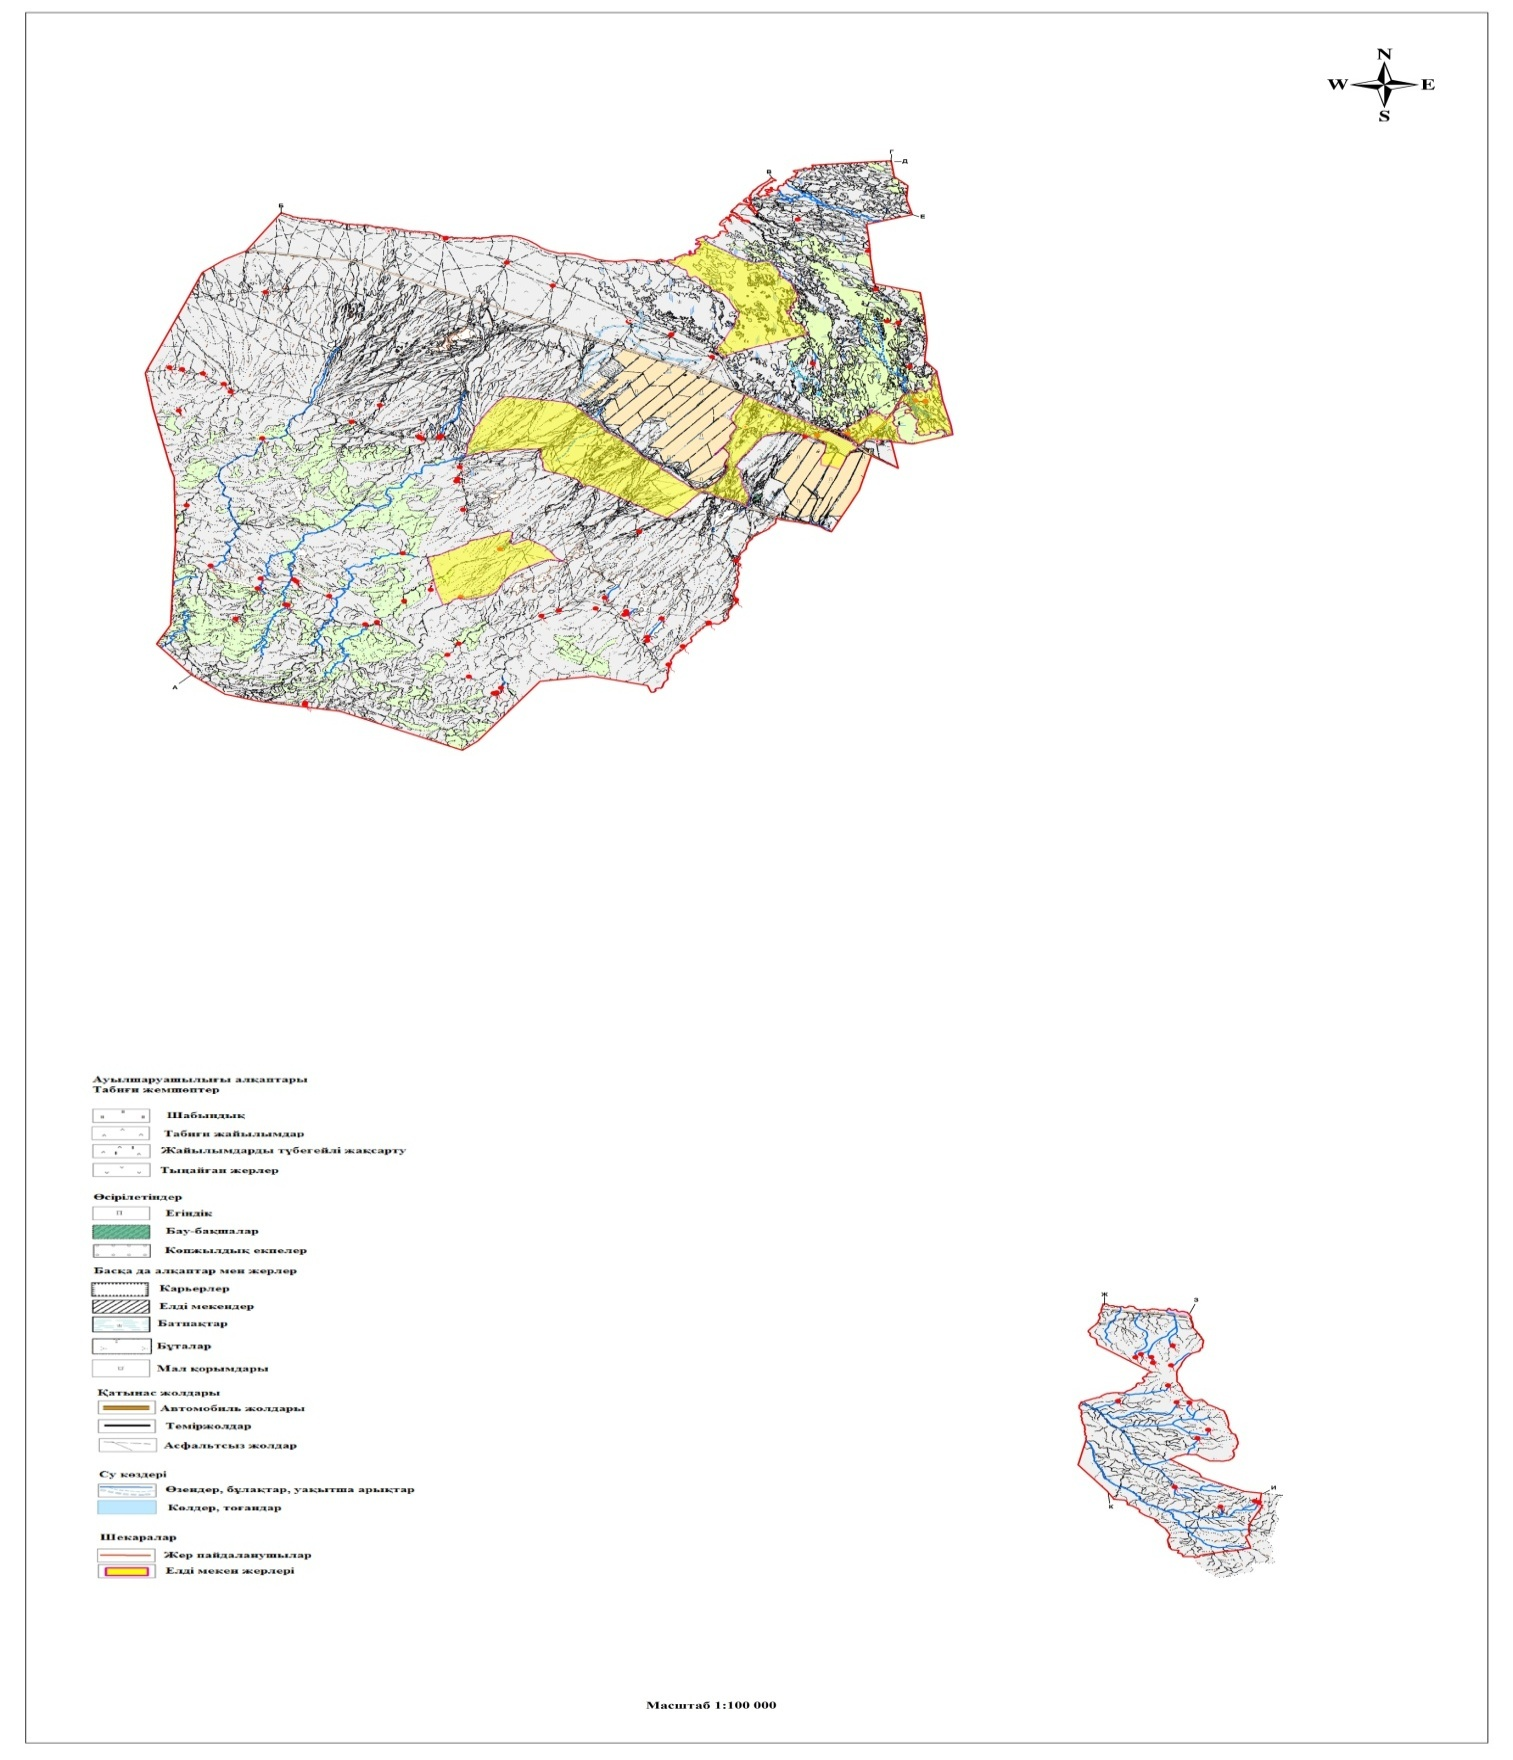 N
W E
S
Г
Д
В
Б
Е
А
Ауылшаруашылығы алқаптары
Табиғи жемшөптер
Шабындық
Табиғи жайылымдар
Жайылымдарды түбегейлі жақсарту
Тыңайған жерлер
Өсірілетіндер
Егіндік
Бау-бақшалар
Көпжылдық екпелер
Басқа да алқаптар мен жерлер
Карьерлер
Елді мекендер
Батпақтар
Бұталар
Мал қорымдары
Қатынас жолдары
Автомобиль жолдары
Теміржолдар
Асфальтсыз жолдар
Су көздері
Өзендер, бұлақтар, уақытша арықтар
Көлдер, тоғандар
Шекаралар
Жер пайдаланушылар
Елді мекен жерлері
Ж
З
И
К
Масштаб 1:100 000